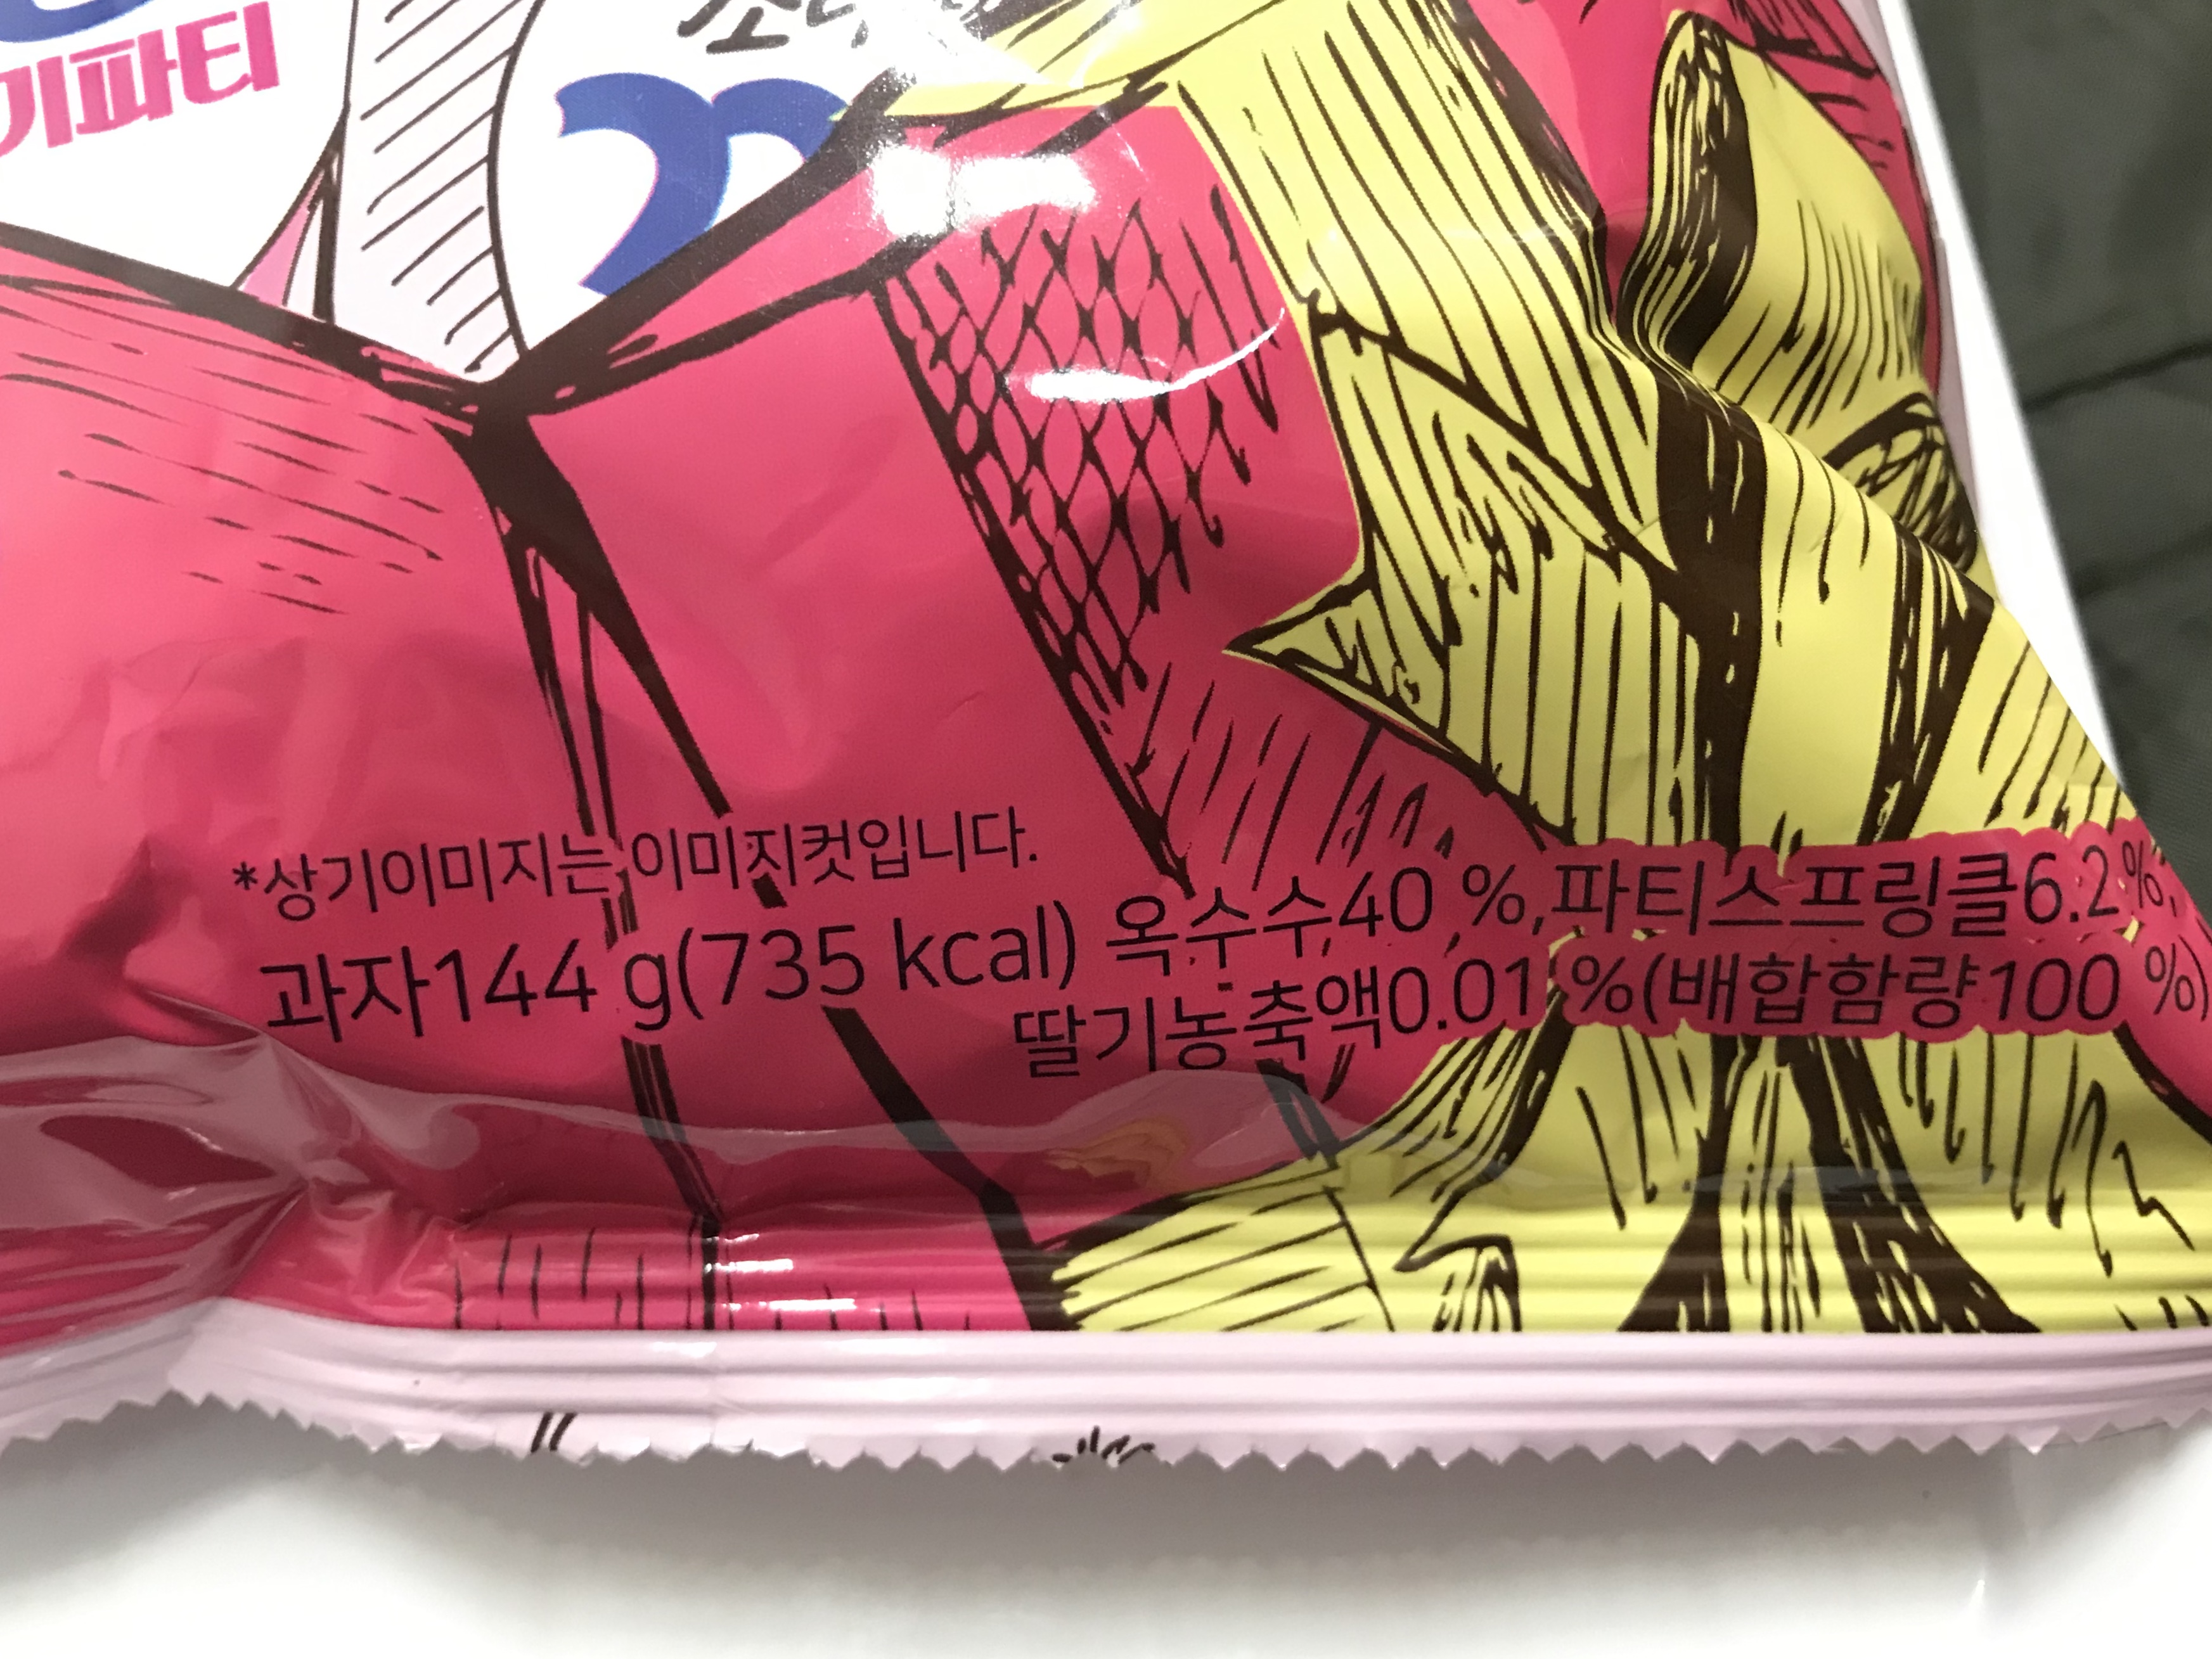 기파티
*상기이미지는 이미지컷입니다.
과자144 g(735 kcal) 옥수수40 %,파티스프링클6.2 %,
딸기농축액0.01 %(배합함량100 %)